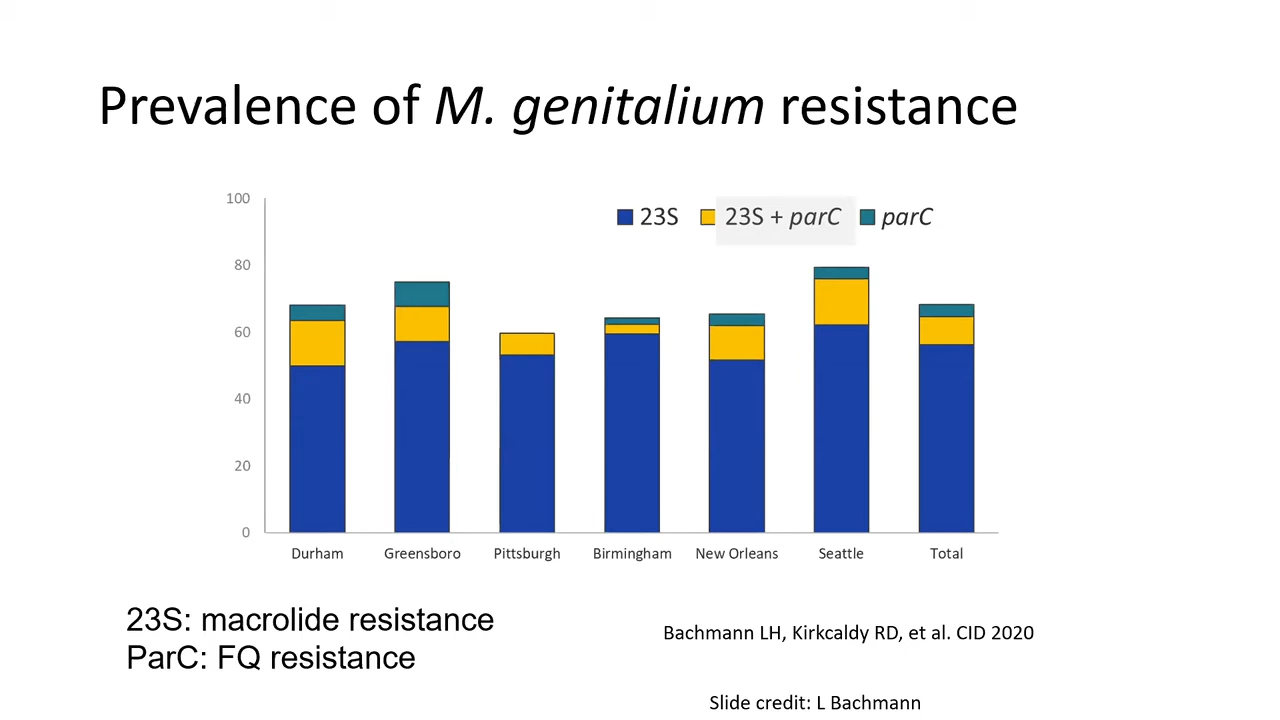 Prevalence of M. genitalium resistance
23S 23S + parC parC
100
80
60
40
20
0
Durham Greensboro Pittsburgh Birmingham New Orleans Seattle Total
23S: macrolide resistance
ParC: FQ resistance
Bachmann LH, Kirkcaldy RD, et al. CID 2020
Slide credit: L Bachmann